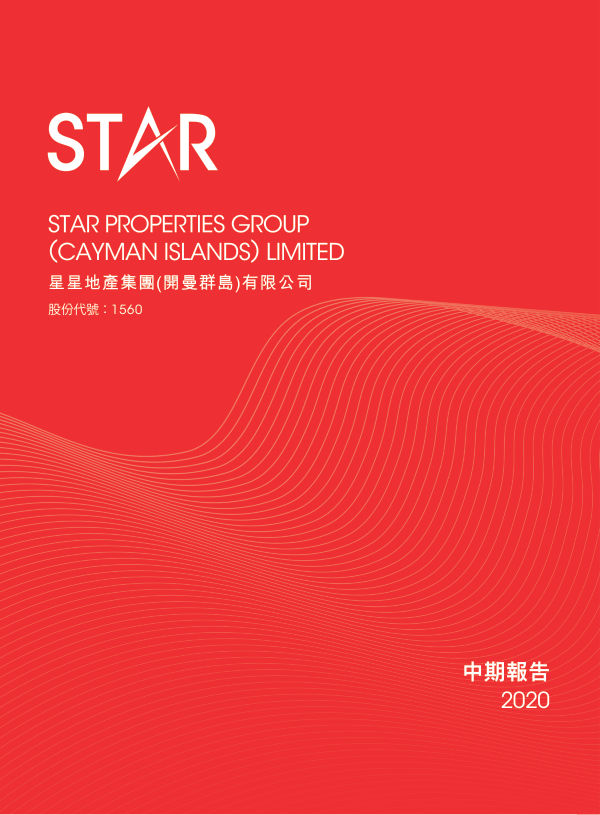 STAR
STAR PROPERTIES GROUP
(CAYMAN ISLANDS) LIMITED
星星地產集團(開曼群島)有限公司
股份代號：1560
中期報告
2020